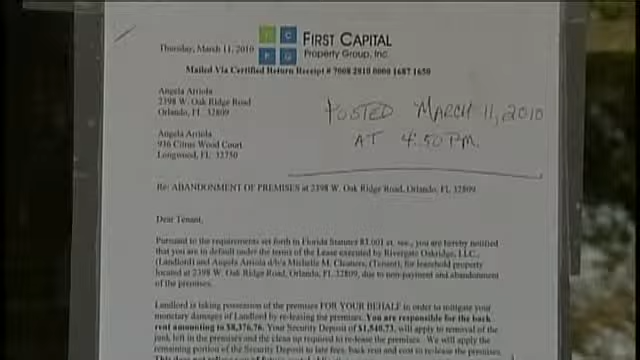 F C
P G
FIRST CAPITAL
Property Group, Inc.
Thursday, March 11, 2010
Mailed Via Certified Return Receipt # 7008 2810 0000 1687 1650
Angela Arriola
2398 W. Oak Ridge Road
Orlando, FL 32809
POSTED MARCH 11, 2010
AT 4:50 PM.
Angela Arriola
936 Citrus Wood Court
Longwood, FL 32750
Re: ABANDONMENT OF PREMISES at 2398 W. Oak Ridge Road, Orlando, FL 32809
Dear Tenant,
Pursuant to the requirements set forth in Florida Statutes 83.001 et. sec., you are hereby notified
that you are in default under the terms of the Lease executed by Rivergate Oakridge, LLC.,
(Landlord) and Angela Arriola d/b/a Michelle M. Cleaners, (Tenant), for leasehold property
located at 2398 W. Oak Ridge Road, Orlando, FL 32809, due to non-payment and abandonment
of the premises.
Landlord is taking possession of the premises FOR YOUR BEHALF in order to mitigate your
monetary damages of Landlord by re-leasing the premises. You are responsible for the back
rent amounting to $8,376.76. Your Security Deposit of $1,540.73, will apply to removal of the
junk left in the premises and the clean up required to re-lease the premises. We will apply the
remaining portion of the Security Deposit to late fees, back rent and cost to re-lease the premises.